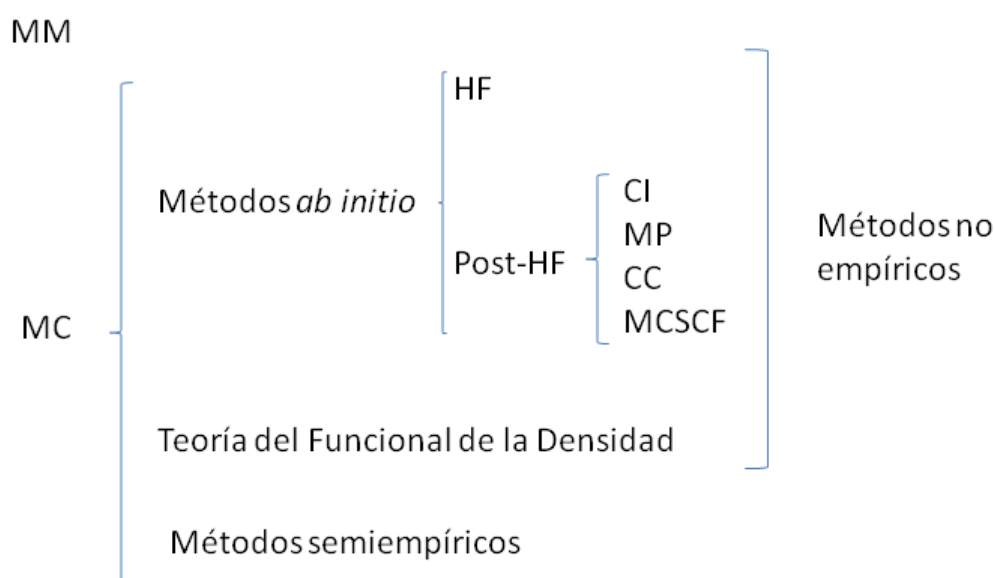 MM
HF
Métodos ab initio
CI
MP
Post-HF
CC
MCSCF
Métodos no
empíricos
MC
Teoría del Funcional de la Densidad
Métodos semiempíricos